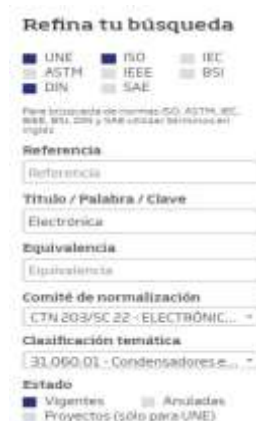 Refina tu búsqueda
UNE ISO IEC
ASTM IEEE BSI
DIN SAE
Para búsqueda de normas ISO, ASTM, IEC,
IEEE, BSI, DIN y SAE utilizar términos en
inglés
Referencia
Referencia
Título / Palabra / Clave
Electrónica
Equivalencia
Equivalencia
Comité de normalización
CTN 203/SC 22 - ELECTRÓNIC...
Clasificación temática
31.060.01 - Condensadores e...
Estado
Vigentes Anuladas
Proyectos (sólo para UNE)